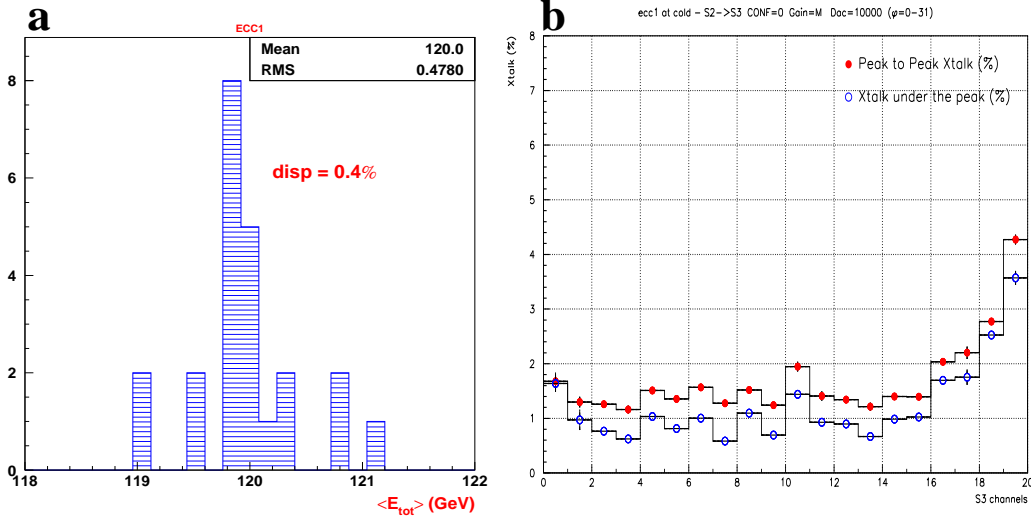 a
ECC1
Mean 120.0
RMS 0.4780
disp = 0.4%
8
6
4
2
0
118 119 120 121 122
<E_tot> (GeV)
b
ecc1 at cold – S2->S3 CONF=0 Gain=M Dac=10000 (φ=0-31)
Xtalk (%)
Peak to Peak Xtalk (%)
Xtalk under the peak (%)
8
7
6
5
4
3
2
1
0
0 2 4 6 8 10 12 14 16 18 20
S3 channels